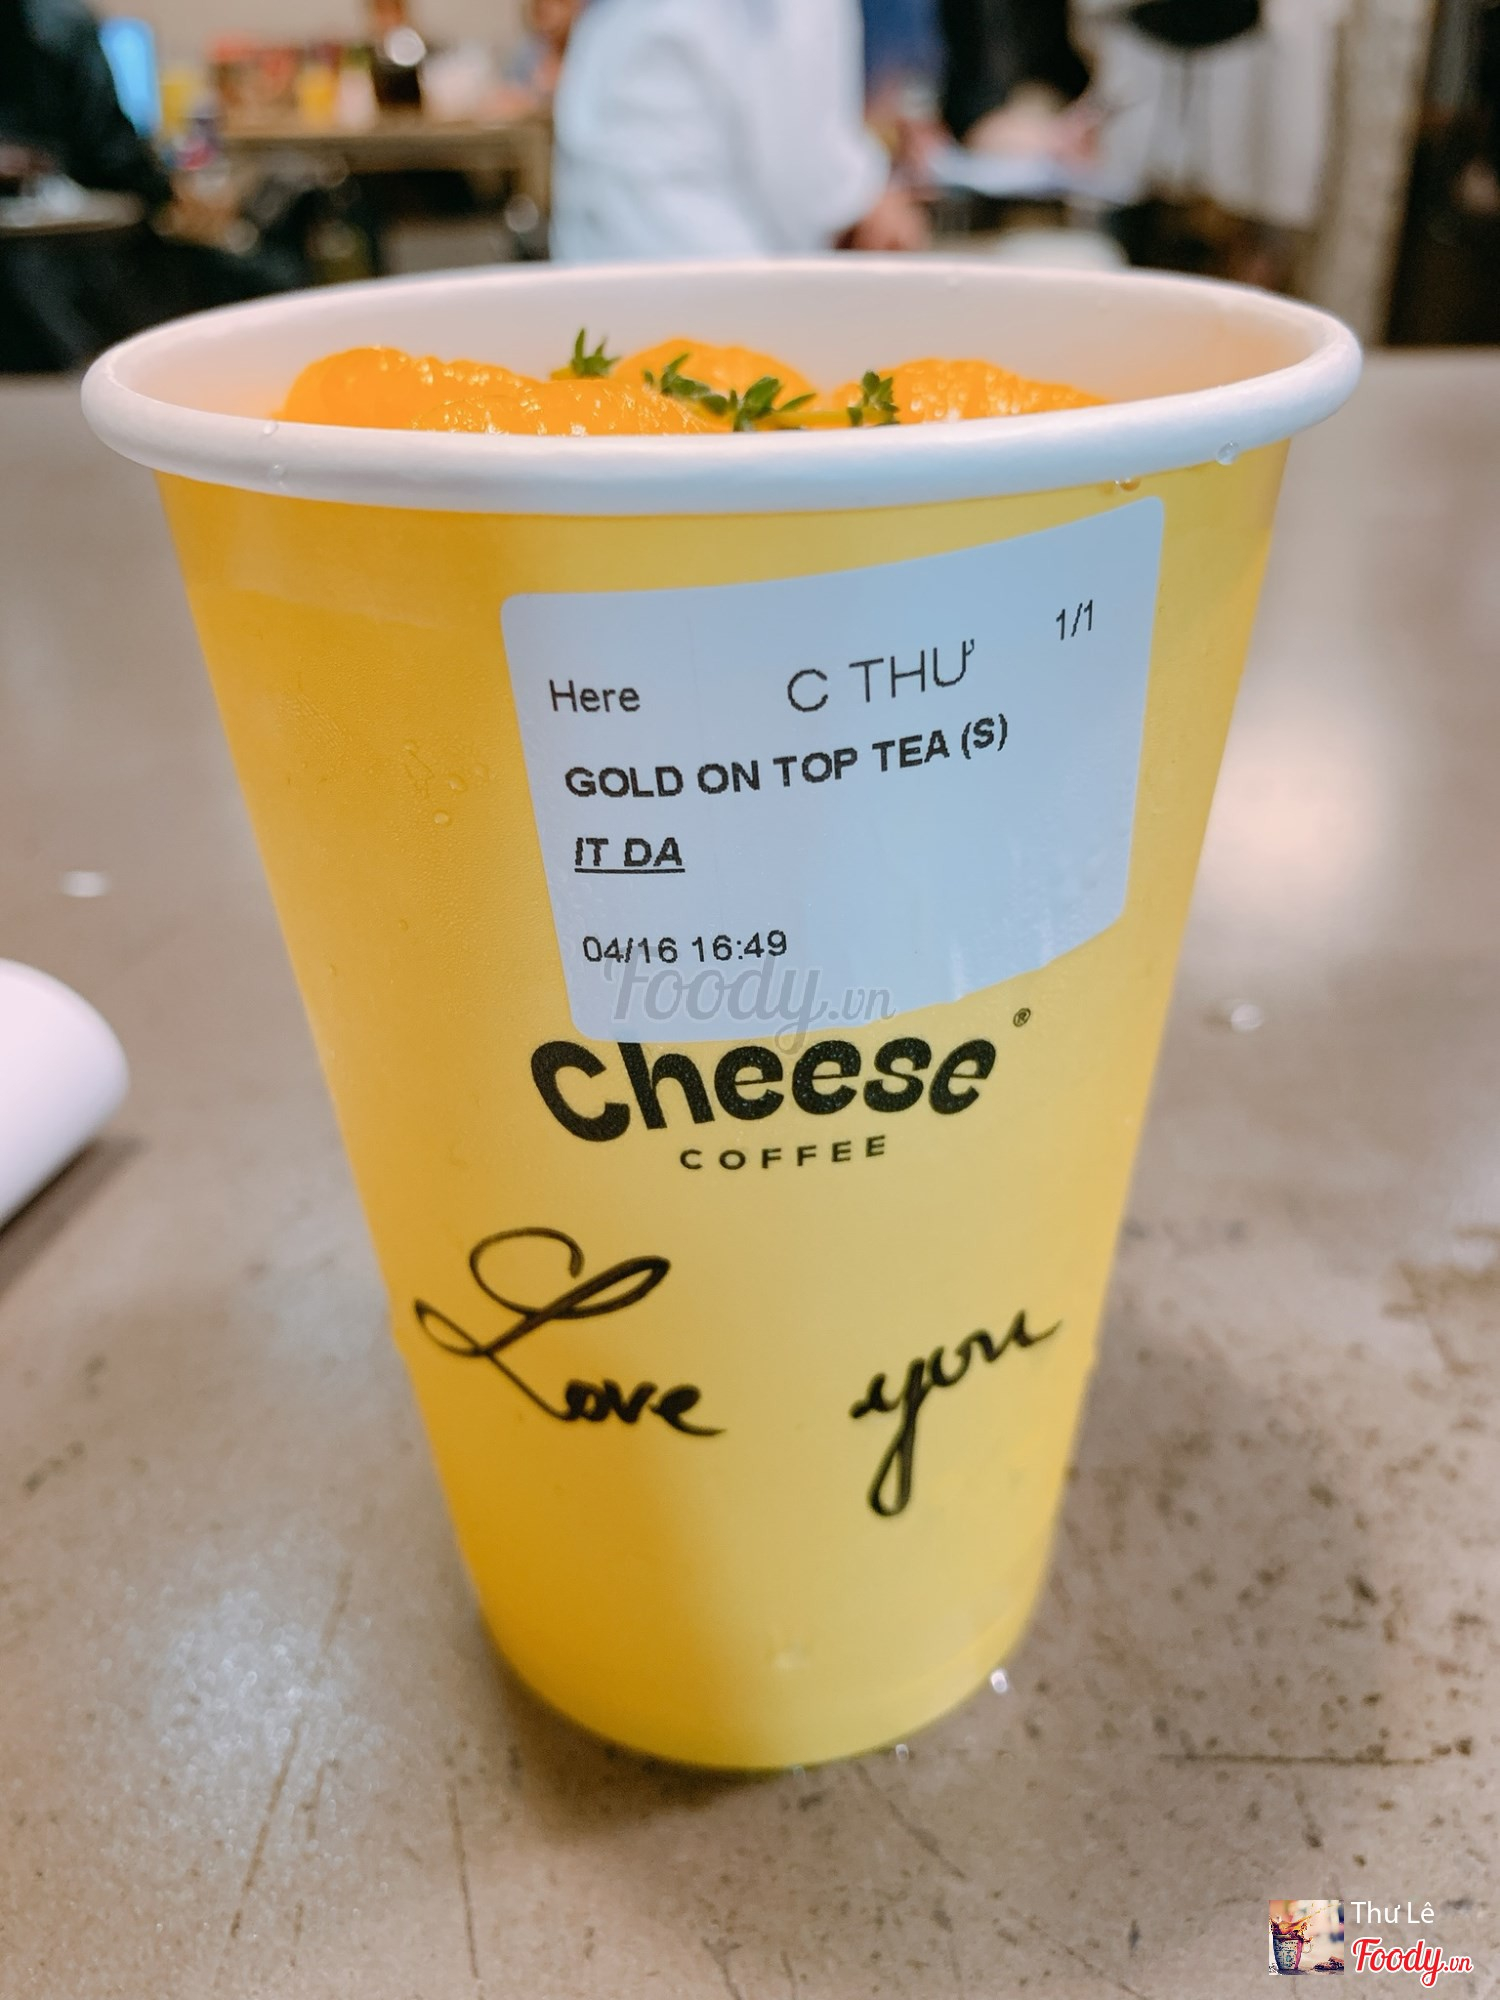 Here C THƯ 1/1
GOLD ON TOP TEA (S)
IT DA
04/16 16:49
Foody.vn
Cheese®
COFFEE
Love you
Thư Lê
Foody.vn